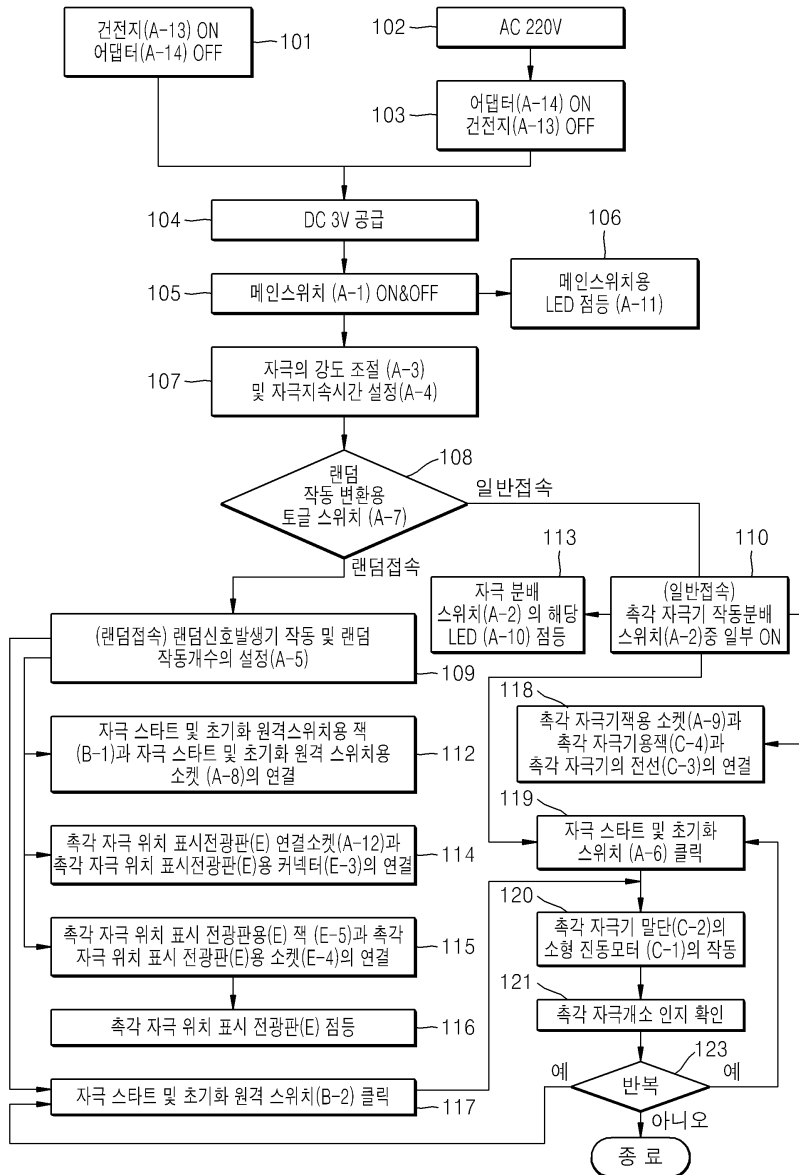 건전지(A-13) ON
어댑터(A-14) OFF
101
102
AC 220V
103
어댑터(A-14) ON
건전지(A-13) OFF
104
DC 3V 공급
105
메인스위치 (A-1) ON&OFF
106
메인스위치용
LED 점등 (A-11)
107
자극의 강도 조절 (A-3)
및 자극지속시간 설정(A-4)
108
랜덤
작동 변환용
토글 스위치 (A-7)
일반접속
랜덤접속
113
자극 분배
스위치(A-2) 의 해당
LED (A-10) 점등
110
(일반접속)
촉각 자극기 작동분배
스위치(A-2)중 일부 ON
(랜덤접속) 랜덤신호발생기 작동 및 랜덤
작동개수의 설정(A-5)
109
118
촉각 자극기잭용 소켓(A-9)과
촉각 자극기용잭(C-4)과
촉각 자극기의 전선(C-3)의 연결
자극 스타트 및 초기화 원격스위치용 잭
(B-1)과 자극 스타트 및 초기화 원격 스위치용
소켓 (A-8)의 연결
112
119
자극 스타트 및 초기화
스위치 (A-6) 클릭
촉각 자극 위치 표시전광판(E) 연결소켓(A-12)과
촉각 자극 위치 표시전광판(E)용 커넥터(E-3)의 연결
114
120
촉각 자극기 말단(C-2)의
소형 진동모터 (C-1)의 작동
촉각 자극 위치 표시 전광판용(E) 잭 (E-5)과 촉각
자극 위치 표시 전광판(E)용 소켓(E-4)의 연결
115
121
촉각 자극개소 인지 확인
촉각 자극 위치 표시 전광판(E) 점등
116
123
예
반복
예
자극 스타트 및 초기화 원격 스위치(B-2) 클릭
117
아니오
종 료